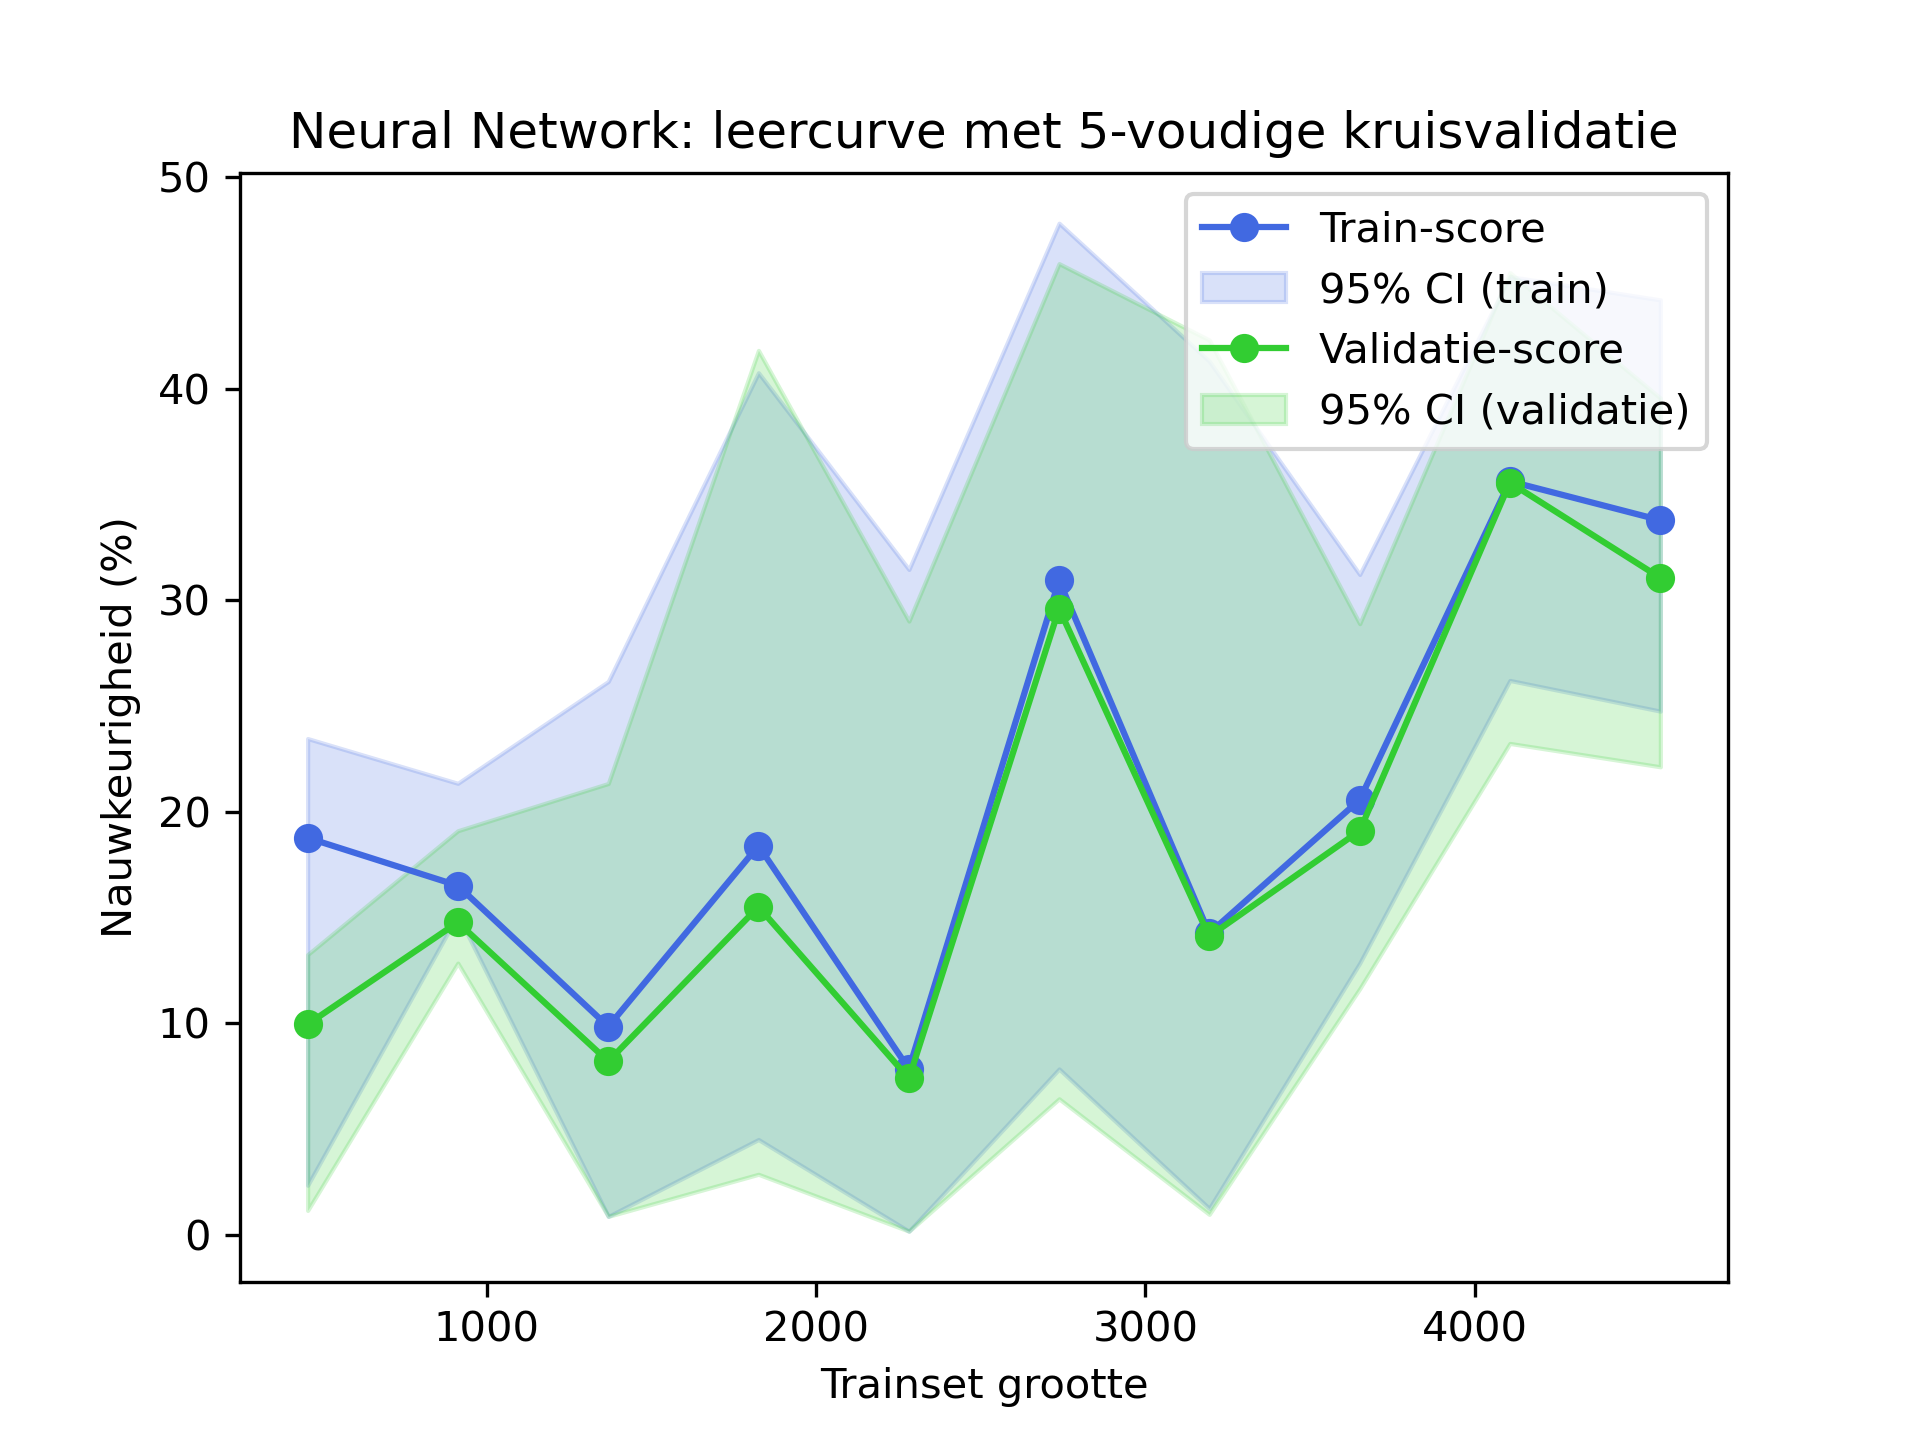 Neural Network: leercurve met 5-voudige kruisvalidatie
50
40
30
20
10
0
Nauwkeurigheid (%)
Train-score
95% CI (train)
Validatie-score
95% CI (validatie)
1000
2000
3000
4000
Trainset grootte